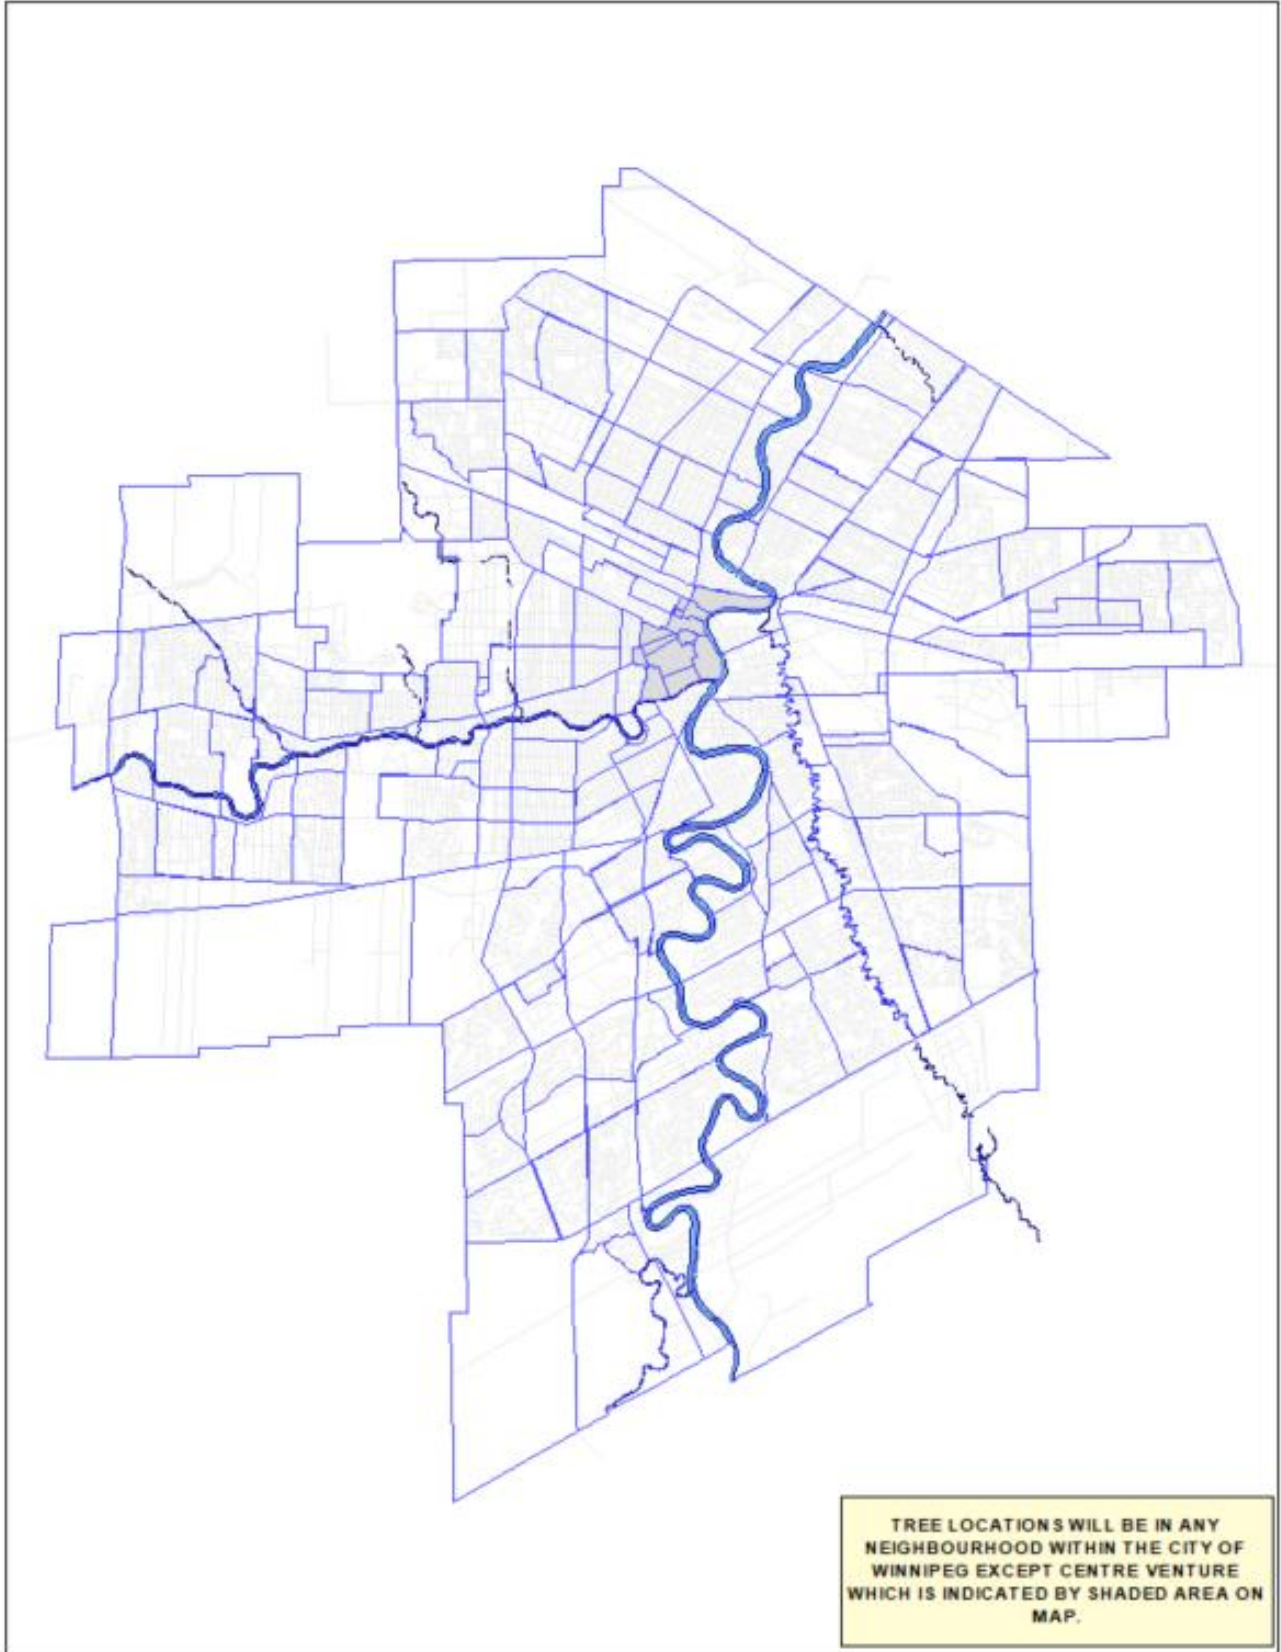 TREE LOCATIONS WILL BE IN ANY
NEIGHBOURHOOD WITHIN THE CITY OF
WINNIPEG EXCEPT CENTRE VENTURE
WHICH IS INDICATED BY SHADED AREA ON
MAP.